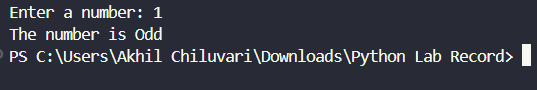 Enter a number: 1
The number is Odd
PS C:\Users\Akhil Chiluvari\Downloads\Python Lab Record>